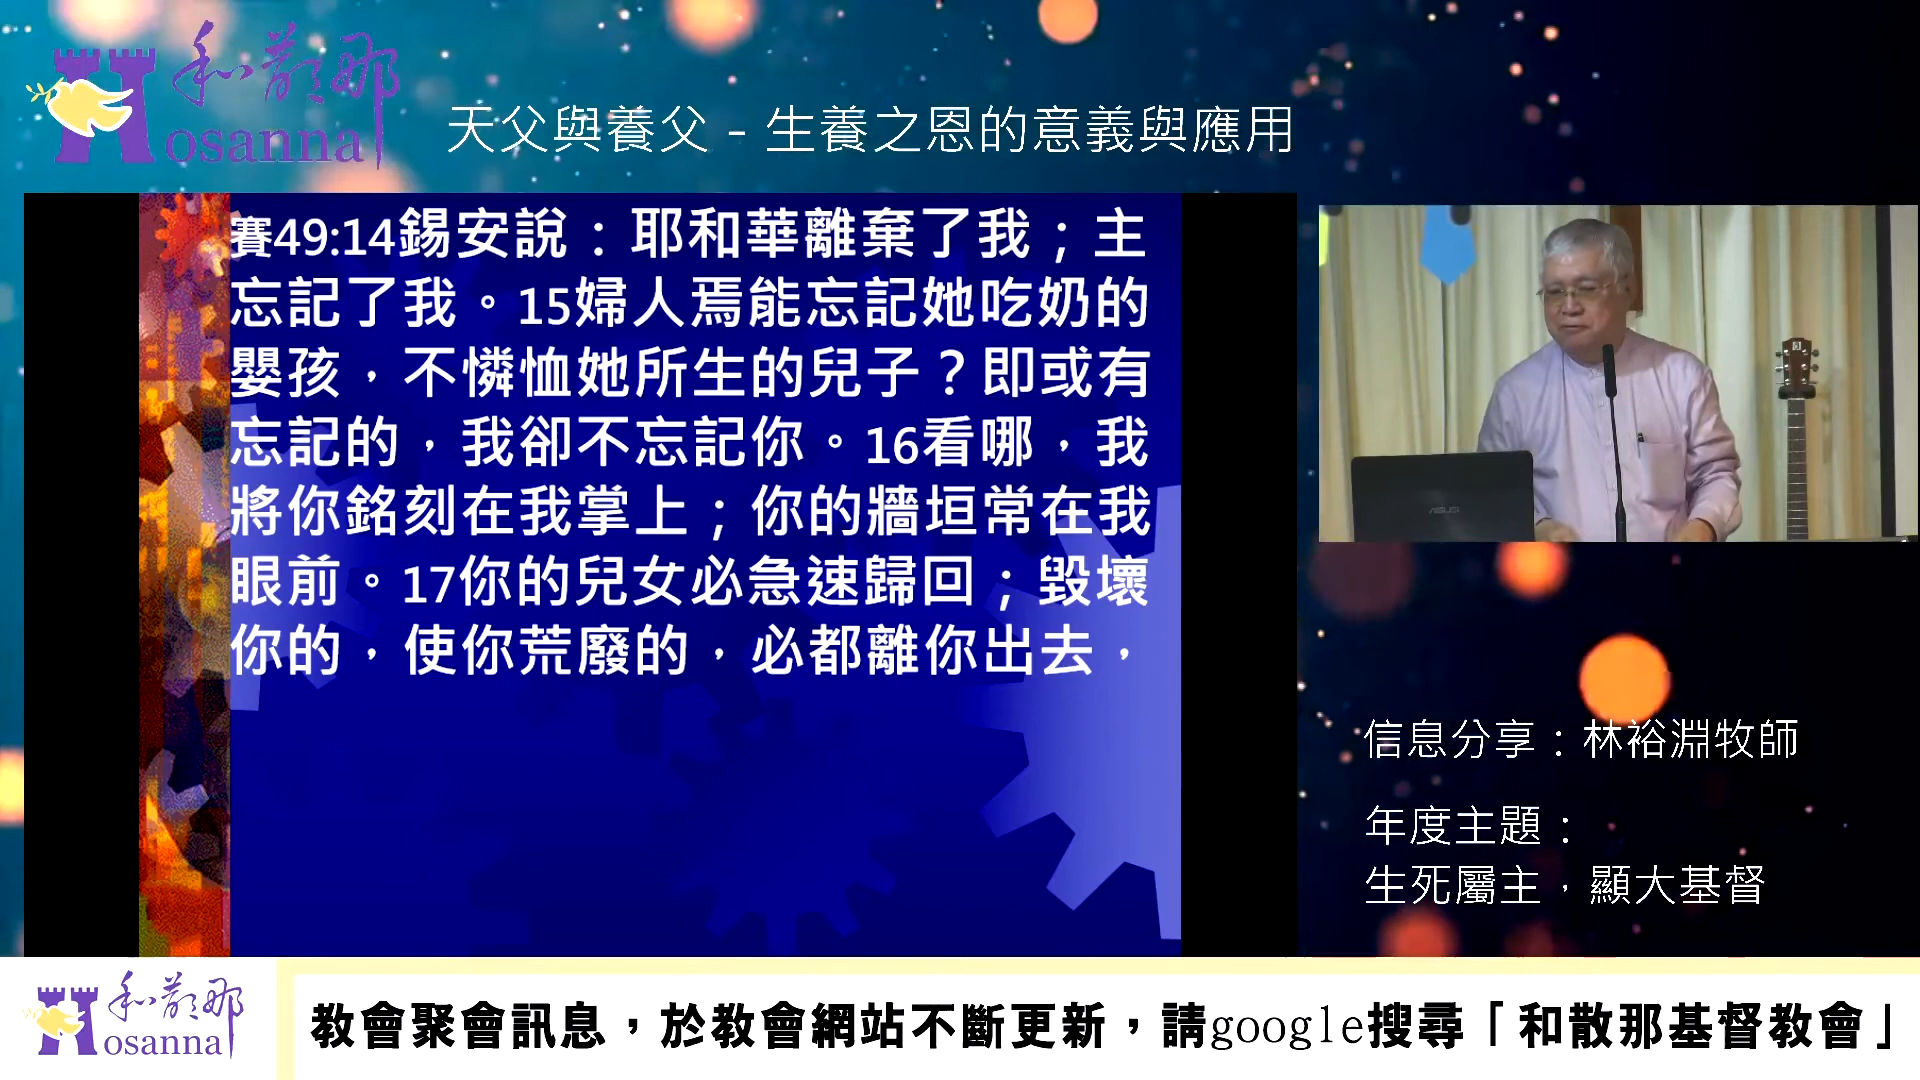 和散那
Hosanna
天父與養父 - 生養之恩的意義與應用
賽49:14錫安說：耶和華離棄了我；主
忘記了我。15婦人焉能忘記她吃奶的
嬰孩，不憐恤她所生的兒子？即或有
忘記的，我卻不忘記你。16看哪，我
將你銘刻在我掌上；你的牆垣常在我
眼前。17你的兒女必急速歸回；毀壞
你的，使你荒廢的，必都離你出去，
ASUS
信息分享：林裕淵牧師
年度主題：
生死屬主，顯大基督
和散那
Hosanna
教會聚會訊息，於教會網站不斷更新，請google搜尋「和散那基督教會」